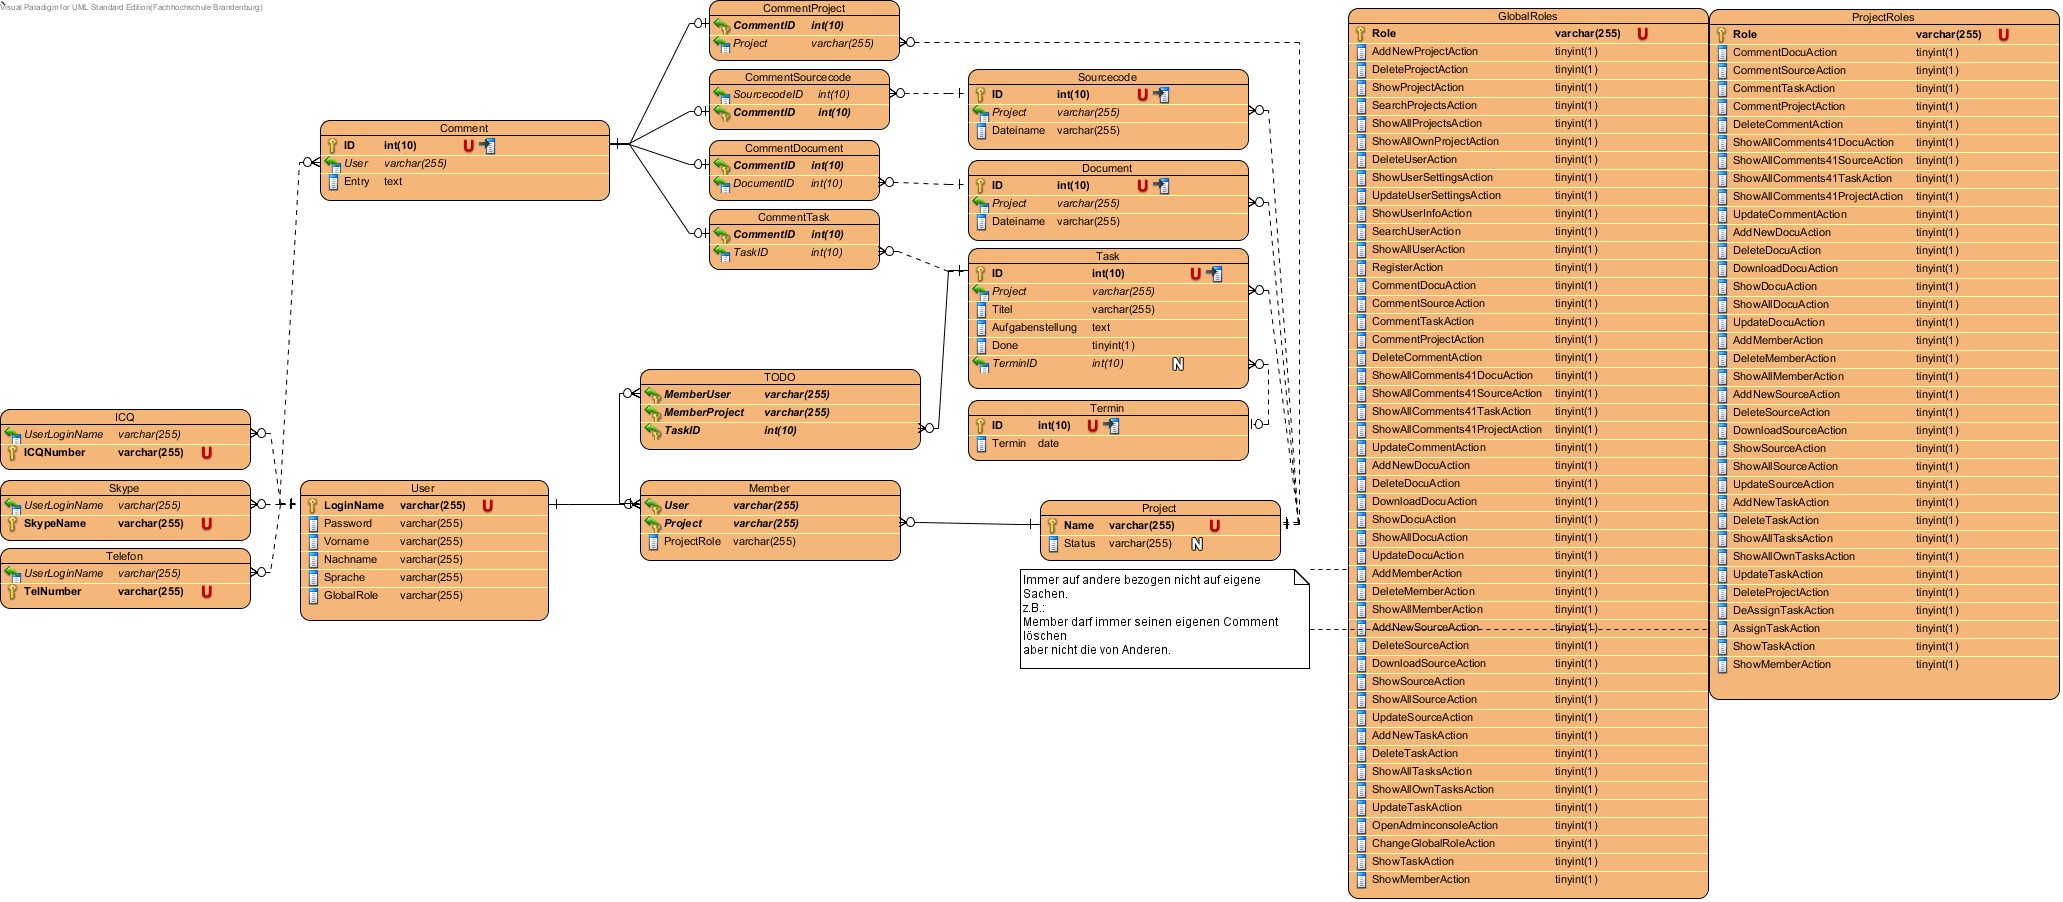 Visual Paradigm for UML Standard Edition(Fachhochschule Brandenburg)
CommentProject
CommentID int(10)
Project varchar(255)
CommentSourcecode
SourcecodeID int(10)
CommentID int(10)
CommentDocument
CommentID int(10)
DocumentID int(10)
CommentTask
CommentID int(10)
TaskID int(10)
Comment
ID int(10) U
User varchar(255)
Entry text
Sourcecode
ID int(10) U
Project varchar(255)
Dateiname varchar(255)
Document
ID int(10) U
Project varchar(255)
Dateiname varchar(255)
Task
ID int(10) U
Project varchar(255)
Titel varchar(255)
Aufgabenstellung text
Done tinyint(1)
TerminID int(10) N
Termin
ID int(10) U
Termin date
TODO
MemberUser varchar(255)
MemberProject varchar(255)
TaskID int(10)
ICQ
UserLoginName varchar(255)
ICQNumber varchar(255) U
Skype
UserLoginName varchar(255)
SkypeName varchar(255) U
Telefon
UserLoginName varchar(255)
TelNumber varchar(255) U
User
LoginName varchar(255) U
Password varchar(255)
Vorname varchar(255)
Nachname varchar(255)
Sprache varchar(255)
GlobalRole varchar(255)
Member
User varchar(255)
Project varchar(255)
ProjectRole varchar(255)
Project
Name varchar(255) U
Status varchar(255) N
Immer auf andere bezogen nicht auf eigene
Sachen.
z.B.:
Member darf immer seinen eigenen Comment
löschen
aber nicht die von Anderen.
GlobalRoles
Role varchar(255) U
AddNewProjectAction tinyint(1)
DeleteProjectAction tinyint(1)
ShowProjectAction tinyint(1)
SearchProjectsAction tinyint(1)
ShowAllProjectsAction tinyint(1)
ShowAllOwnProjectAction tinyint(1)
DeleteUserAction tinyint(1)
ShowUserSettingsAction tinyint(1)
UpdateUserSettingsAction tinyint(1)
ShowUserInfoAction tinyint(1)
SearchUserAction tinyint(1)
ShowAllUserAction tinyint(1)
RegisterAction tinyint(1)
CommentDocuAction tinyint(1)
CommentSourceAction tinyint(1)
CommentTaskAction tinyint(1)
CommentProjectAction tinyint(1)
DeleteCommentAction tinyint(1)
ShowAllComments41DocuAction tinyint(1)
ShowAllComments41SourceAction tinyint(1)
ShowAllComments41TaskAction tinyint(1)
ShowAllComments41ProjectAction tinyint(1)
UpdateCommentAction tinyint(1)
AddNewDocuAction tinyint(1)
DeleteDocuAction tinyint(1)
DownloadDocuAction tinyint(1)
ShowDocuAction tinyint(1)
ShowAllDocuAction tinyint(1)
UpdateDocuAction tinyint(1)
AddMemberAction tinyint(1)
DeleteMemberAction tinyint(1)
ShowAllMemberAction tinyint(1)
AddNewSourceAction tinyint(1)
DeleteSourceAction tinyint(1)
DownloadSourceAction tinyint(1)
ShowSourceAction tinyint(1)
ShowAllSourceAction tinyint(1)
UpdateSourceAction tinyint(1)
AddNewTaskAction tinyint(1)
DeleteTaskAction tinyint(1)
ShowAllTasksAction tinyint(1)
ShowAllOwnTasksAction tinyint(1)
UpdateTaskAction tinyint(1)
OpenAdminconsoleAction tinyint(1)
ChangeGlobalRoleAction tinyint(1)
ShowTaskAction tinyint(1)
ShowMemberAction tinyint(1)
ProjectRoles
Role varchar(255) U
CommentDocuAction tinyint(1)
CommentSourceAction tinyint(1)
CommentTaskAction tinyint(1)
CommentProjectAction tinyint(1)
DeleteCommentAction tinyint(1)
ShowAllComments41DocuAction tinyint(1)
ShowAllComments41SourceAction tinyint(1)
ShowAllComments41TaskAction tinyint(1)
ShowAllComments41ProjectAction tinyint(1)
UpdateCommentAction tinyint(1)
AddNewDocuAction tinyint(1)
DeleteDocuAction tinyint(1)
DownloadDocuAction tinyint(1)
ShowDocuAction tinyint(1)
ShowAllDocuAction tinyint(1)
UpdateDocuAction tinyint(1)
AddMemberAction tinyint(1)
DeleteMemberAction tinyint(1)
ShowAllMemberAction tinyint(1)
AddNewSourceAction tinyint(1)
DeleteSourceAction tinyint(1)
DownloadSourceAction tinyint(1)
ShowSourceAction tinyint(1)
ShowAllSourceAction tinyint(1)
UpdateSourceAction tinyint(1)
AddNewTaskAction tinyint(1)
DeleteTaskAction tinyint(1)
ShowAllTasksAction tinyint(1)
ShowAllOwnTasksAction tinyint(1)
UpdateTaskAction tinyint(1)
DeleteProjectAction tinyint(1)
DeAssignTaskAction tinyint(1)
AssignTaskAction tinyint(1)
ShowTaskAction tinyint(1)
ShowMemberAction tinyint(1)